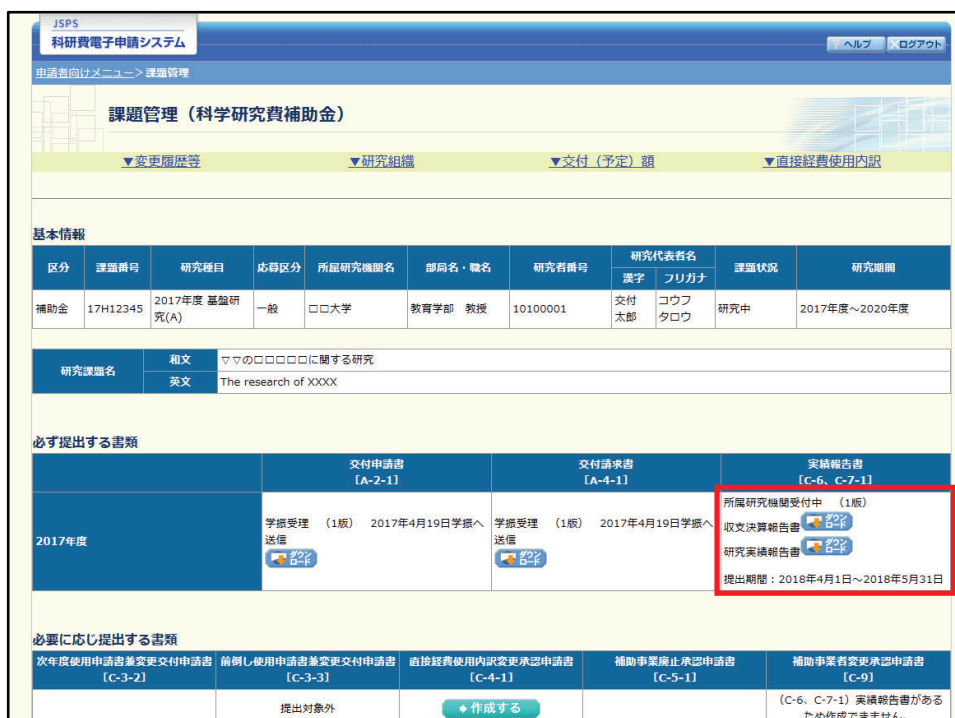 JSPS
科研費電子申請システム
ヘルプ
ログアウト
申請者向けメニュー>課題管理
課題管理（科学研究費補助金）
▼変更履歴等
▼研究組織
▼交付（予定）額
▼直接経費使用内訳
基本情報
区分
課題番号
研究種目
応募区分
所属研究機関名
部局名・職名
研究者番号
研究代表者名
漢字
フリガナ
課題状況
研究期間
補助金
17H12345
2017年度 基盤研
究(A)
一般
□□大学
教育学部　教授
10100001
交付
太郎
コウフ
タロウ
研究中
2017年度～2020年度
研究課題名
和文
▽▽の□□□□□に関する研究
英文
The research of XXXX
必ず提出する書類
交付申請書
[A-2-1]
交付請求書
[A-4-1]
実績報告書
[C-6、C-7-1]
2017年度
学振受理　（1版）　2017年4月19日学振へ
送信
ダウンロード
学振受理　（1版）　2017年4月19日学振へ
送信
ダウンロード
所属研究機関受付中　（1版）
収支決算報告書 ダウンロード
研究実績報告書 ダウンロード
提出期間：2018年4月1日～2018年5月31日
必要に応じ提出する書類
次年度使用申請書兼変更交付申請書
[C-3-2]
前倒し使用申請書兼変更交付申請書
[C-3-3]
直接経費使用内訳変更承認申請書
[C-4-1]
補助事業廃止承認申請書
[C-5-1]
補助事業者変更承認申請書
[C-9]
提出対象外
作成する
（C-6、C-7-1）実績報告書がある
ため作成できません。